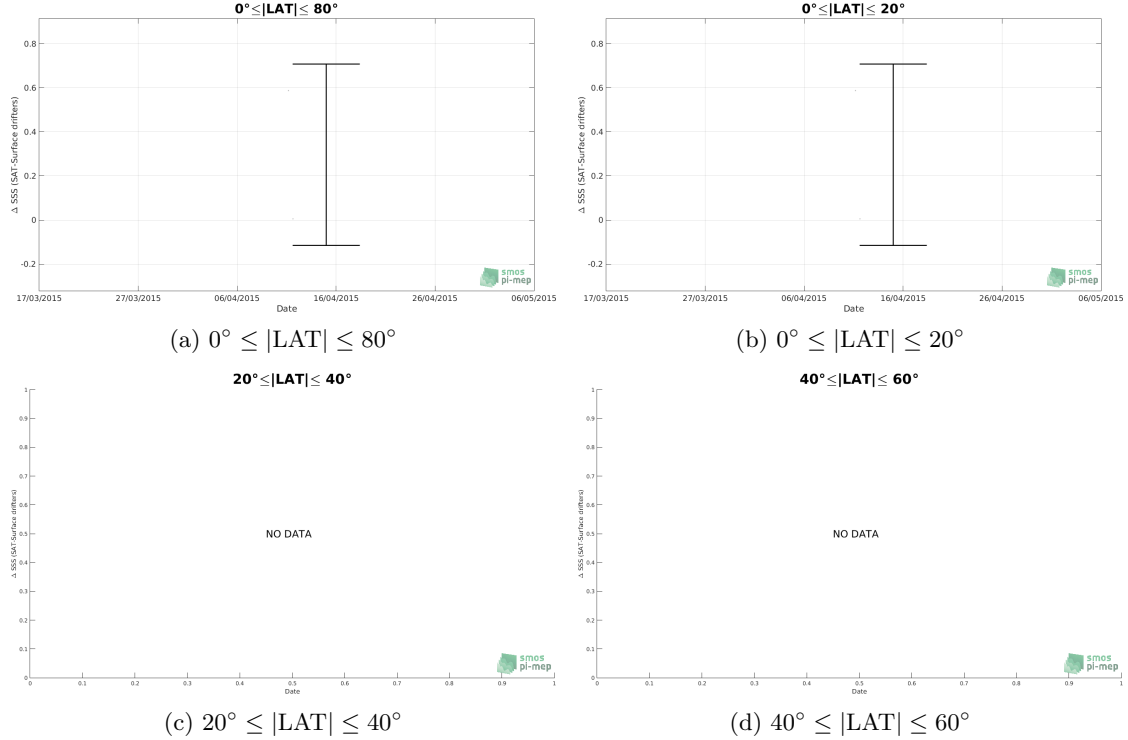 0°≤|LAT|≤ 80°
Δ SSS (SAT-Surface drifters)
0.8
0.6
0.4
0.2
0
-0.2
17/03/2015 27/03/2015 6/04/2015 16/04/2015 26/04/2015 06/05/2015
Date
smos
pi-mep
(a) 0° ≤ |LAT| ≤ 80°
0°≤|LAT|≤ 20°
Δ SSS (SAT-Surface drifters)
0.8
0.6
0.4
0.2
0
-0.2
17/03/2015 27/03/2015 06/04/2015 16/04/2015 26/04/2015 06/05/2015
Date
smos
pi-mep
(b) 0° ≤ |LAT| ≤ 20°
20°≤|LAT|≤ 40°
Δ SSS (SAT-Surface drifters)
1
0.9
0.8
0.7
0.6
0.5
0.4
0.3
0.2
0.1
0
NO DATA
0 0.1 0.2 0.3 0.4 0.5 0.6 0.7 0.8 0.9 1
Date
smos
pi-mep
(c) 20° ≤ |LAT| ≤ 40°
40°≤|LAT|≤ 60°
Δ SSS (SAT-Surface drifters)
1
0.9
0.8
0.7
0.6
0.5
0.4
0.3
0.2
0.1
0
NO DATA
0 0.1 0.2 0.3 0.4 0.5 0.6 0.7 0.8 0.9 1
Date
smos
pi-mep
(d) 40° ≤ |LAT| ≤ 60°